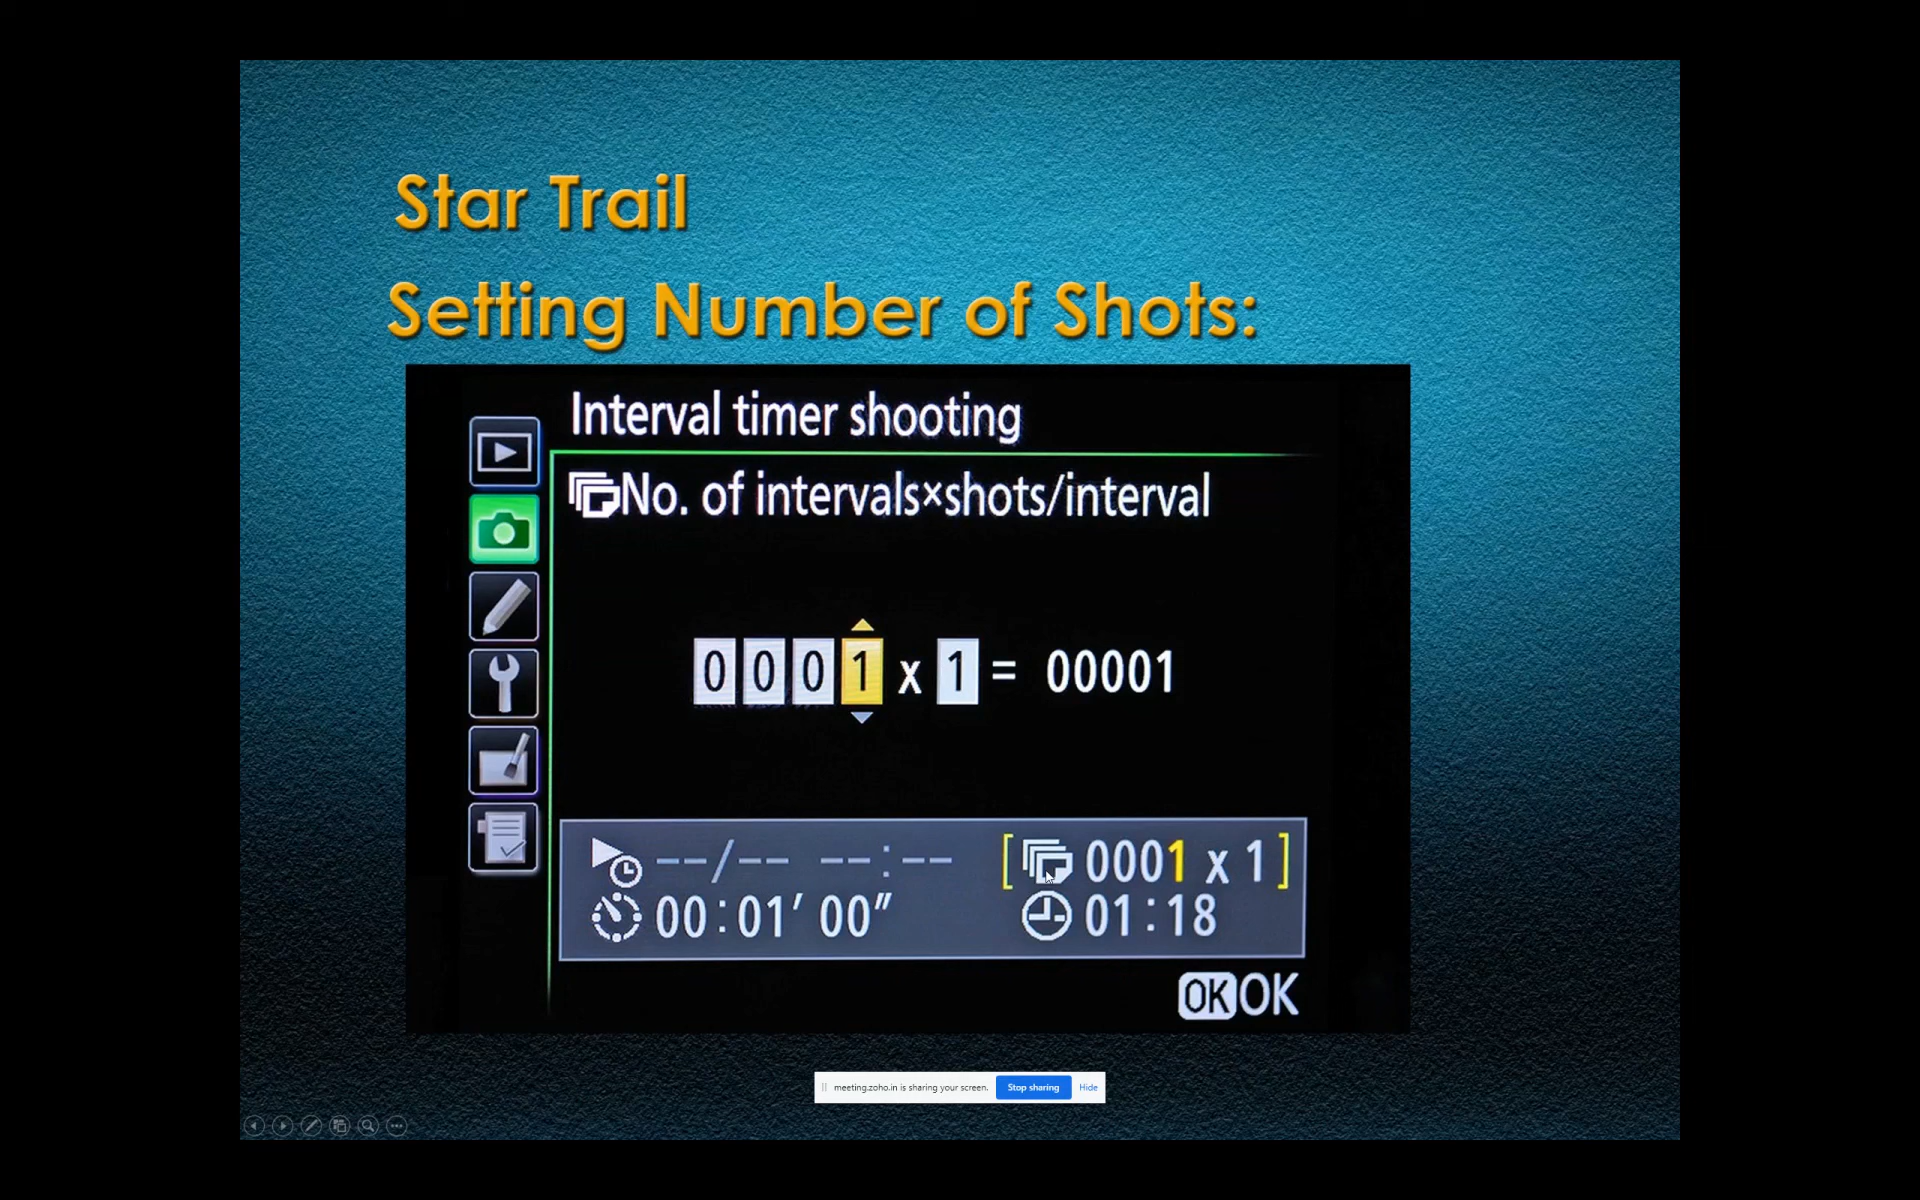 Star Trail
Setting Number of Shots:
Interval timer shooting
No. of intervals×shots/interval
0001 x 1 = 00001
--/-- --:-- [0001 x 1]
00:01' 00" 01:18
OK OK
meeting.zoho.in is sharing your screen. Stop sharing Hide